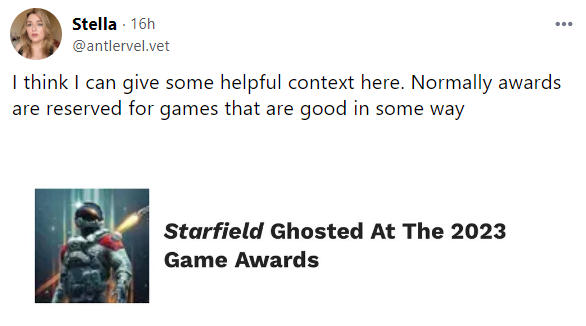 Stella · 16h
@antlervel.vet
I think I can give some helpful context here. Normally awards
are reserved for games that are good in some way
Starfield Ghosted At The 2023
Game Awards